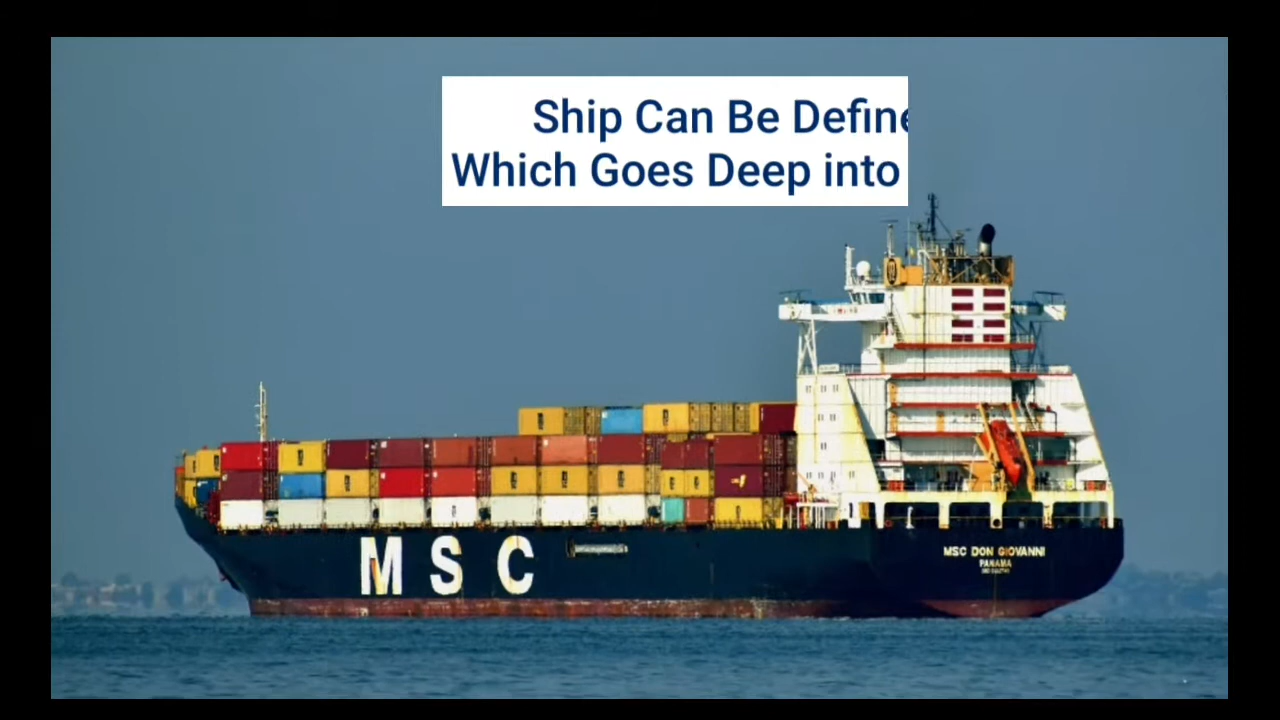 Ship Can Be Define
Which Goes Deep into
MSC
MSC DON GIOVANNI
PANAMA